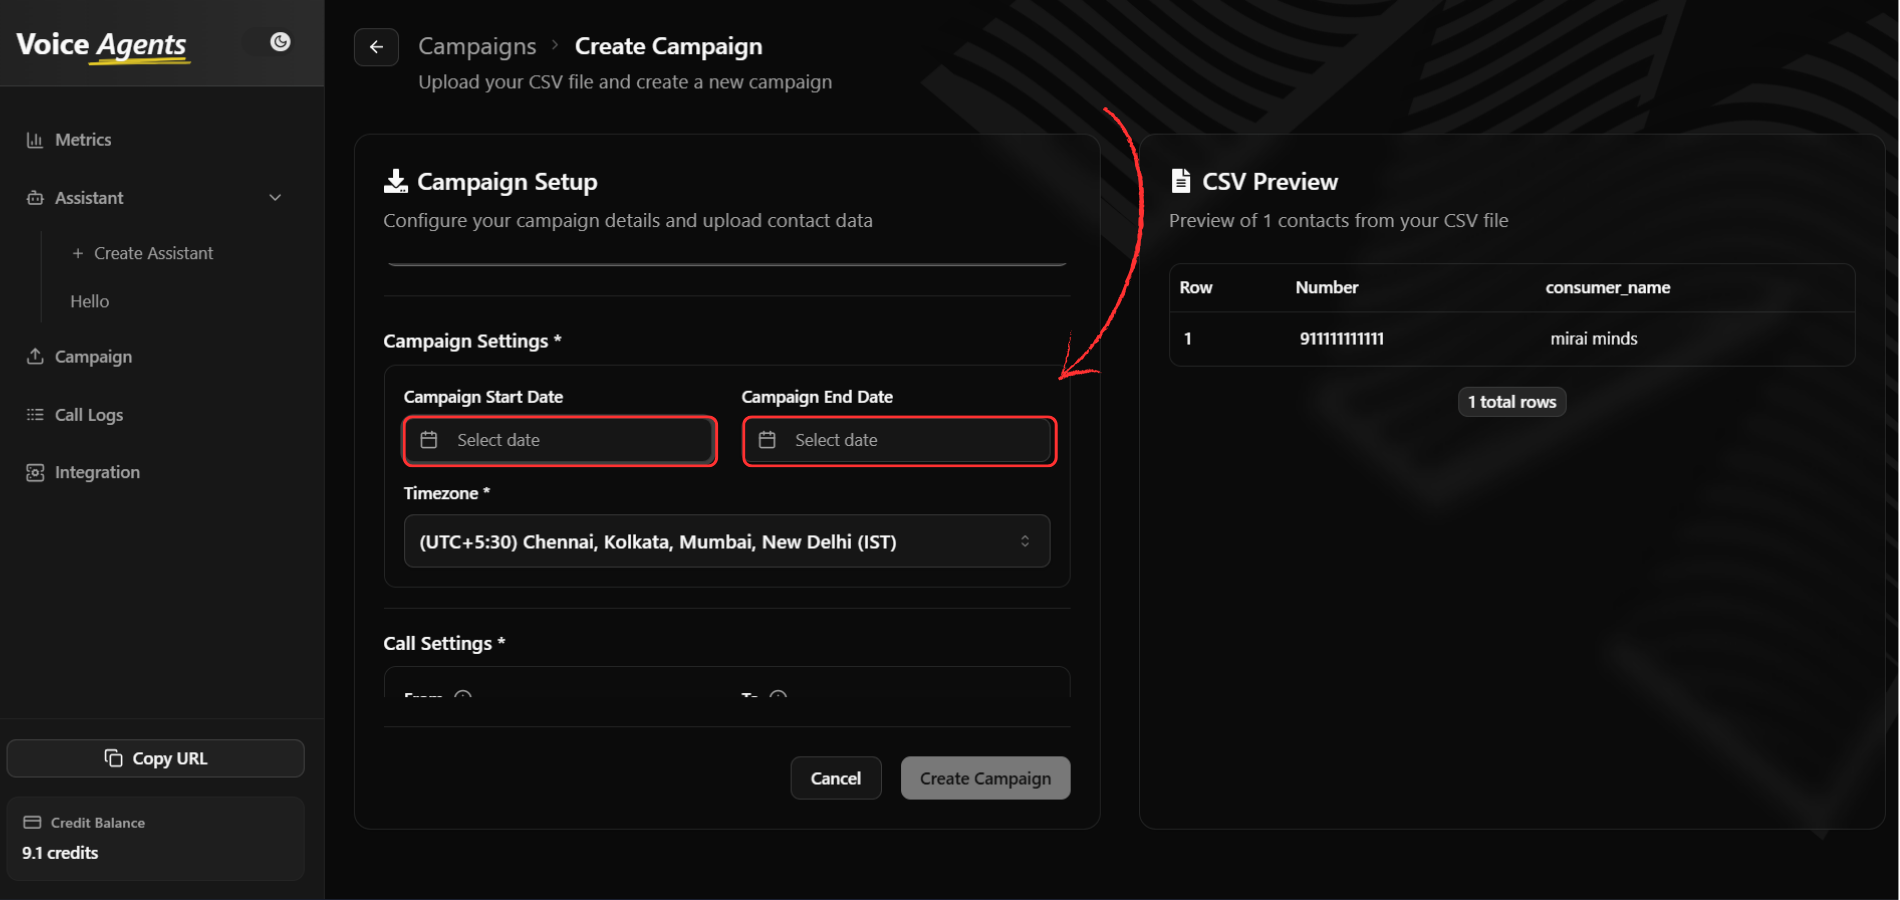 Voice Agents
Metrics
Assistant
+ Create Assistant
Hello
Campaign
Call Logs
Integration
Copy URL
Credit Balance
9.1 credits
Campaigns > Create Campaign
Upload your CSV file and create a new campaign
Campaign Setup
Configure your campaign details and upload contact data
Campaign Settings *
Campaign Start Date
Campaign End Date
Select date
Select date
Timezone *
(UTC+5:30) Chennai, Kolkata, Mumbai, New Delhi (IST)
Call Settings *
From
To
Cancel
Create Campaign
CSV Preview
Preview of 1 contacts from your CSV file
Row Number consumer_name
1 911111111111 mirai minds
1 total rows